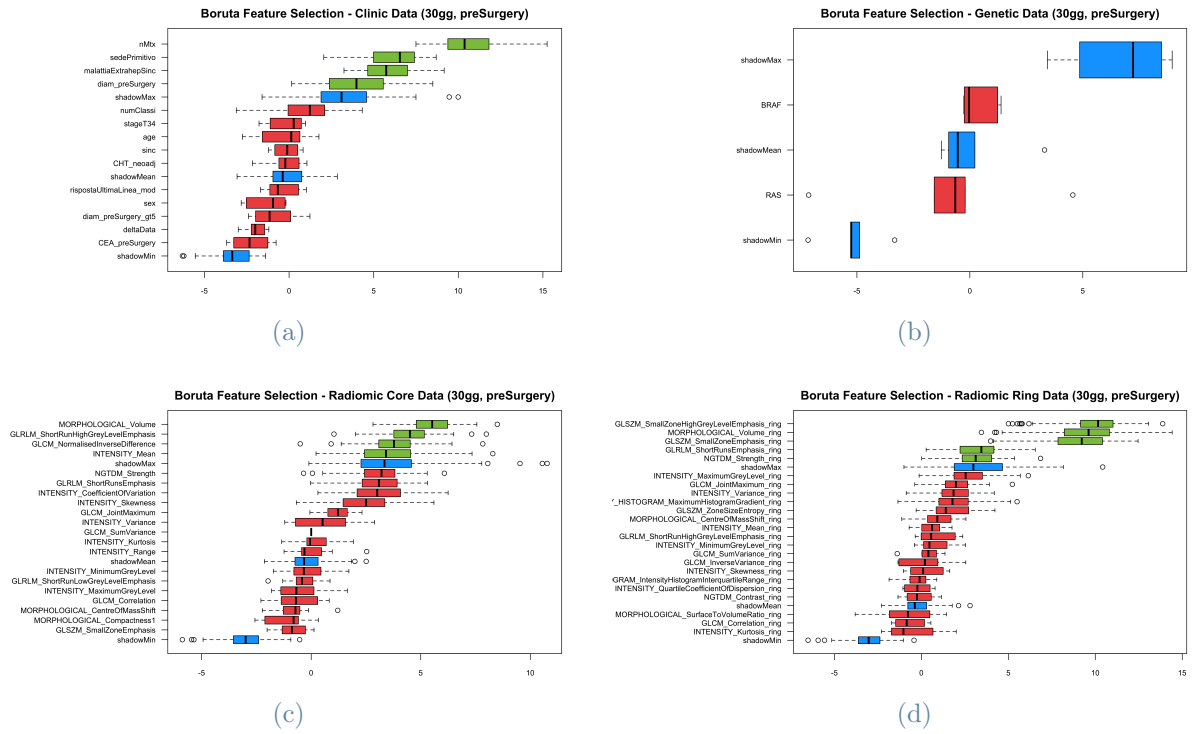 Boruta Feature Selection - Clinic Data (30gg, preSurgery)
nMtx
sedePrimitivo
malattiaExtrahepSinc
diam_preSurgery
shadowMax
numClassi
stageT34
age
sinc
CHT_neoadj
shadowMean
rispostaUltimaLinea_mod
sex
diam_preSurgery_gt5
deltaData
CEA_preSurgery
shadowMin
-5 0 5 10 15
(a)
Boruta Feature Selection - Genetic Data (30gg, preSurgery)
shadowMax
BRAF
shadowMean
RAS
shadowMin
-5 0 5
(b)
Boruta Feature Selection - Radiomic Core Data (30gg, preSurgery)
MORPHOLOGICAL_Volume
GLRLM_ShortRunHighGreyLevelEmphasis
GLCM_NormalisedInverseDifference
INTENSITY_Mean
shadowMax
NGTDM_Strength
GLRLM_ShortRunsEmphasis
INTENSITY_CoefficientOfVariation
INTENSITY_Skewness
GLCM_JointMaximum
INTENSITY_Variance
GLCM_SumVariance
INTENSITY_Kurtosis
INTENSITY_Range
shadowMean
INTENSITY_MinimumGreyLevel
GLRLM_ShortRunLowGreyLevelEmphasis
INTENSITY_MaximumGreyLevel
GLCM_Correlation
MORPHOLOGICAL_CentreOfMassShift
MORPHOLOGICAL_Compactness1
GLSZM_SmallZoneEmphasis
shadowMin
-5 0 5 10
(c)
Boruta Feature Selection - Radiomic Ring Data (30gg, preSurgery)
GLSZM_SmallZoneHighGreyLevelEmphasis_ring
MORPHOLOGICAL_Volume_ring
GLSZM_SmallZoneEmphasis_ring
GLRLM_ShortRunsEmphasis_ring
NGTDM_Strength_ring
shadowMax
INTENSITY_MaximumGreyLevel_ring
GLCM_JointMaximum_ring
INTENSITY_Variance_ring
_HISTOGRAM_MaximumHistogramGradient_ring
GLSZM_ZoneSizeEntropy_ring
MORPHOLOGICAL_CentreOfMassShift_ring
INTENSITY_Mean_ring
GLRLM_ShortRunHighGreyLevelEmphasis_ring
INTENSITY_MinimumGreyLevel_ring
GLCM_SumVariance_ring
GLCM_InverseVariance_ring
INTENSITY_Skewness_ring
GRAM_IntensityHistogramInterquartileRange_ring
INTENSITY_QuartileCoefficientOfDispersion_ring
NGTDM_Contrast_ring
shadowMean
MORPHOLOGICAL_SurfaceToVolumeRatio_ring
GLCM_Correlation_ring
INTENSITY_Kurtosis_ring
shadowMin
-5 0 5 10 15
(d)